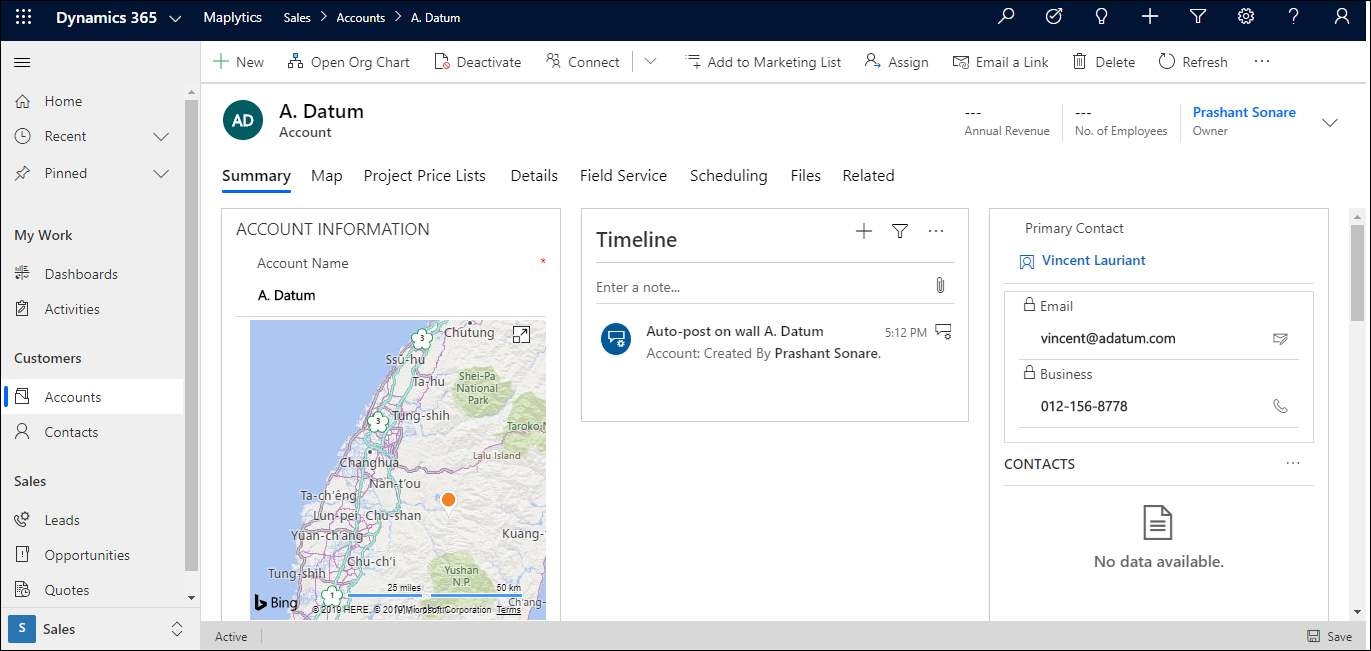 Dynamics 365 Maplytics Sales > Accounts > A. Datum
New Open Org Chart Deactivate Connect Add to Marketing List Assign Email a Link Delete Refresh ...
Home
Recent
Pinned
My Work
Dashboards
Activities
Customers
Accounts
Contacts
Sales
Leads
Opportunities
Quotes
S Sales
AD
A. Datum
Account
---
Annual Revenue
---
No. of Employees
Prashant Sonare
Owner
Summary Map Project Price Lists Details Field Service Scheduling Files Related
ACCOUNT INFORMATION
Account Name *
A. Datum
Chutung
3
Ssu-hu
Ta-hu
Shei-Pa
National
Park
3
Tung-shih
Taroko
Lalu Island
Changhua
Nan-t'ou
Ta-ch'êng
Lun-pei Chu-shan
Yuan-ch'ang
Kuang-
Chu-ch'i
Tung-shih
Yushan
N.P.
25 miles 50 km
1
Ch'ang-
Bing
© 2019 HERE, © 2019 Microsoft Corporation Terms
Timeline
Enter a note...
Auto-post on wall A. Datum 5:12 PM
Account: Created By Prashant Sonare.
Primary Contact
Vincent Lauriant
Email
vincent@adatum.com
Business
012-156-8778
CONTACTS ...
No data available.
Active
Save